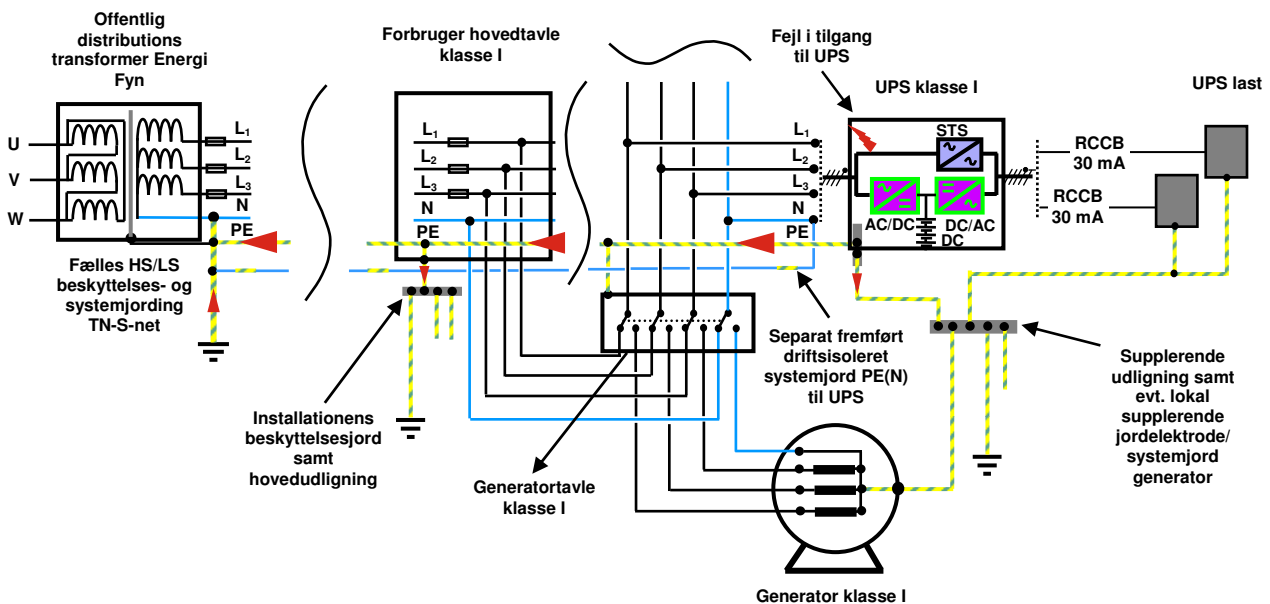 Offentlig
distributions
transformer Energi
Fyn
Forbruger hovedtavle
klasse I
Fejl i tilgang
til UPS
UPS klasse I
UPS last
U
V
W
L1
L2
L3
N
PE
L1
L2
L3
N
PE
L1
L2
L3
N
PE
STS
AC/DC
DC/AC
DC
RCCB
30 mA
RCCB
30 mA
Fælles HS/LS
beskyttelses- og
systemjording
TN-S-net
Installationens
beskyttelsesjord
samt
hovedudligning
Generatortavle
klasse I
Separat fremført
driftsisoleret
systemjord PE(N)
til UPS
Supplerende
udligning samt
evt. lokal
supplerende
jordelektrode/
systemjord
generator
Generator klasse I